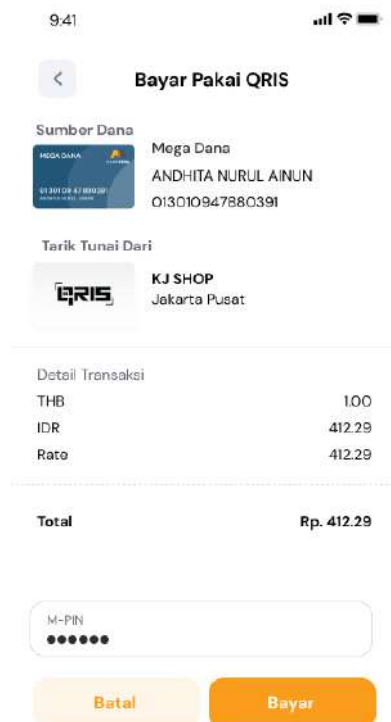 9:41
Bayar Pakai QRIS
Sumber Dana
MEGA DANA
Mega Dana
ANDHITA NURUL AINUN
013010947880391
Tarik Tunai Dari
QRIS
KJ SHOP
Jakarta Pusat
Detail Transaksi
THB 1.00
IDR 412.29
Rate 412.29
Total Rp. 412.29
M-PIN
●●●●●●
Batal Bayar